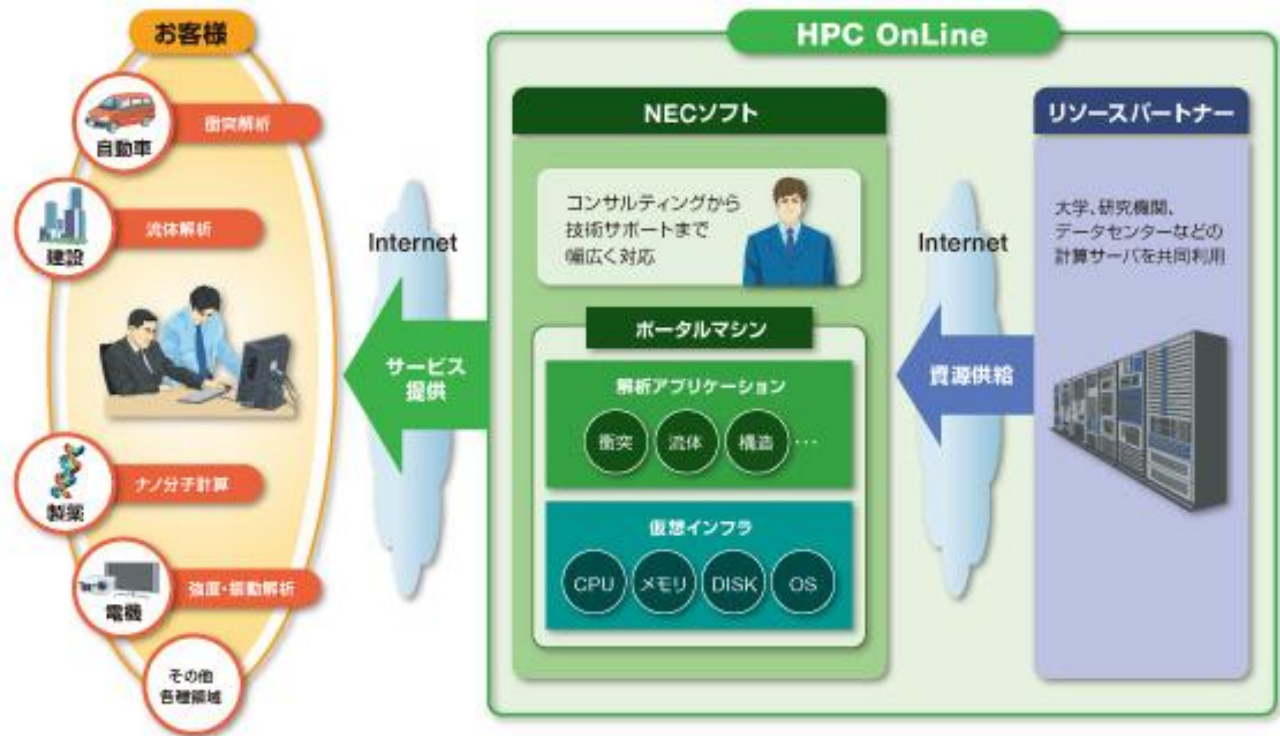 お客様
自動車
衝突解析
建設
流体解析
製薬
ナノ分子計算
電機
強度・振動解析
その他
各種領域
Internet
サービス
提供
HPC OnLine
NECソフト
コンサルティングから
技術サポートまで
幅広く対応
ポータルマシン
解析アプリケーション
衝突 流体 構造 …
仮想インフラ
CPU メモリ DISK OS
Internet
資源供給
リソースパートナー
大学、研究機関、
データセンターなどの
計算サーバを共同利用